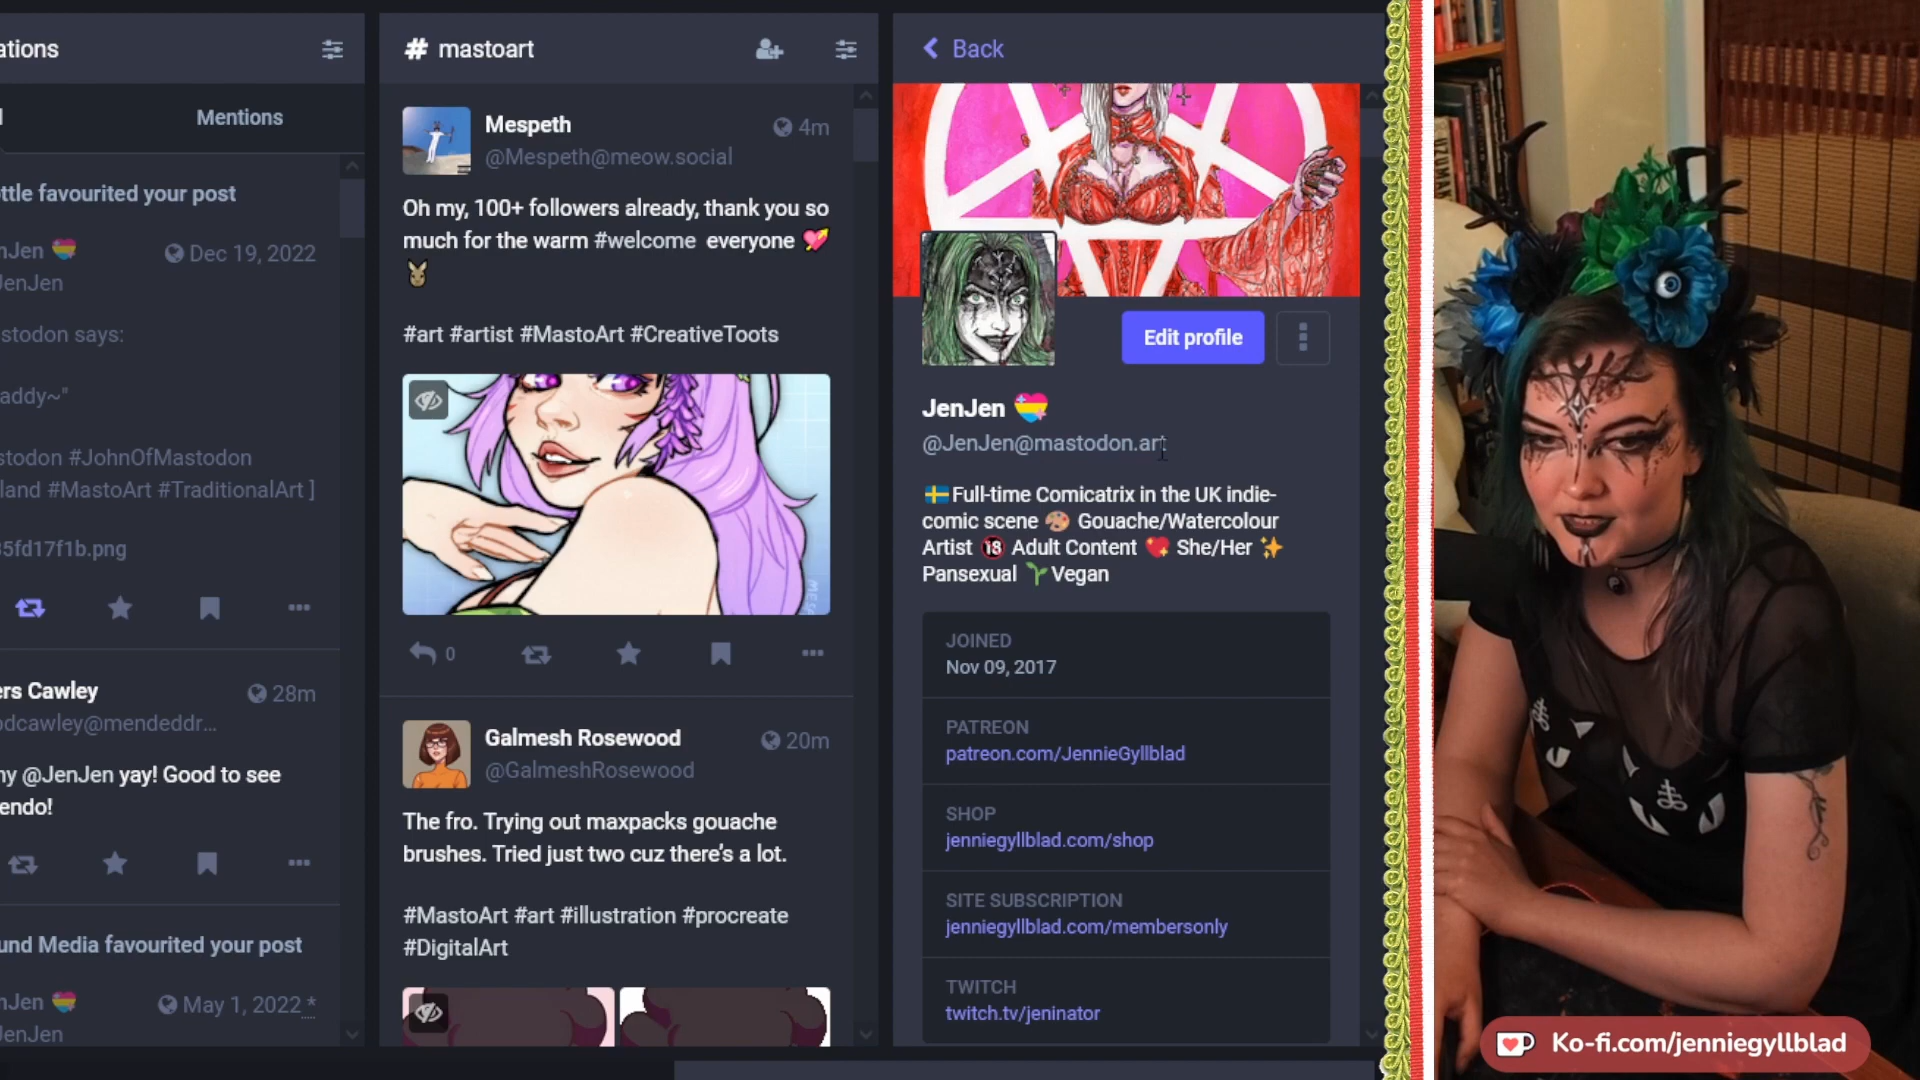 ations
Mentions
ttle favourited your post
nJen
Dec 19, 2022
JenJen
stodon says:
addy~"
stodon #JohnOfMastodon
land #MastoArt #TraditionalArt ]
35fd17f1b.png
ers Cawley
28m
odcawley@mendeddr...
ny @JenJen yay! Good to see
endo!
und Media favourited your post
nJen
May 1, 2022 *
JenJen
# mastoart
Mespeth
4m
@Mespeth@meow.social
Oh my, 100+ followers already, thank you so
much for the warm #welcome everyone
#art #artist #MastoArt #CreativeToots
0
Galmesh Rosewood
20m
@GalmeshRosewood
The fro. Trying out maxpacks gouache
brushes. Tried just two cuz there's a lot.
#MastoArt #art #illustration #procreate
#DigitalArt
Back
Edit profile
JenJen
@JenJen@mastodon.art
Full-time Comicatrix in the UK indie-
comic scene 🎨 Gouache/Watercolour
Artist 🔞 Adult Content 💖 She/Her ✨
Pansexual 🌱Vegan
JOINED
Nov 09, 2017
PATREON
patreon.com/JennieGyllblad
SHOP
jenniegyllblad.com/shop
SITE SUBSCRIPTION
jenniegyllblad.com/membersonly
TWITCH
twitch.tv/jeninator
Ko-fi.com/jenniegyllblad